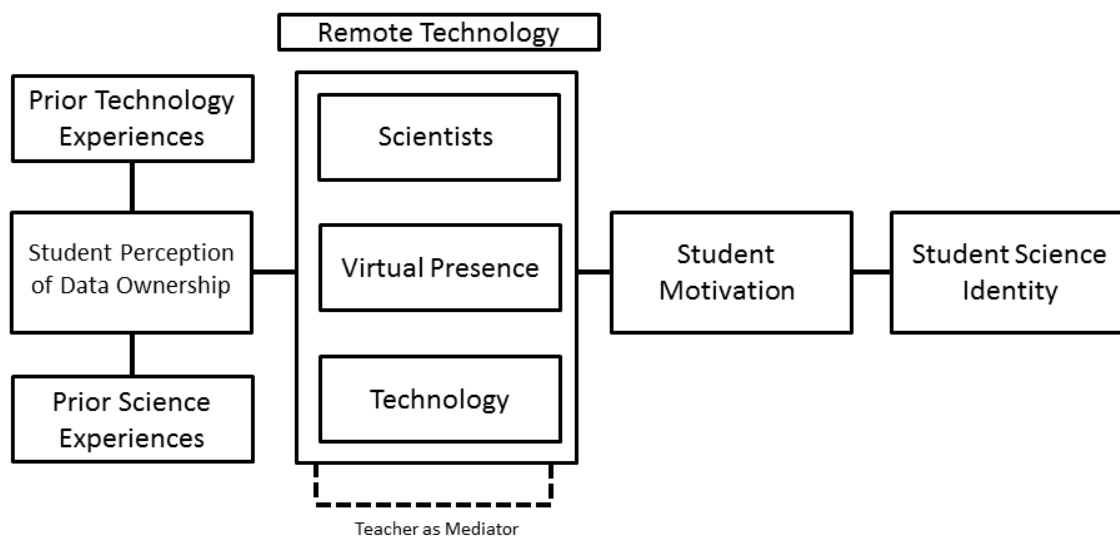 Remote Technology
Prior Technology
Experiences
Student Perception
of Data Ownership
Prior Science
Experiences
Scientists
Virtual Presence
Technology
Teacher as Mediator
Student
Motivation
Student Science
Identity